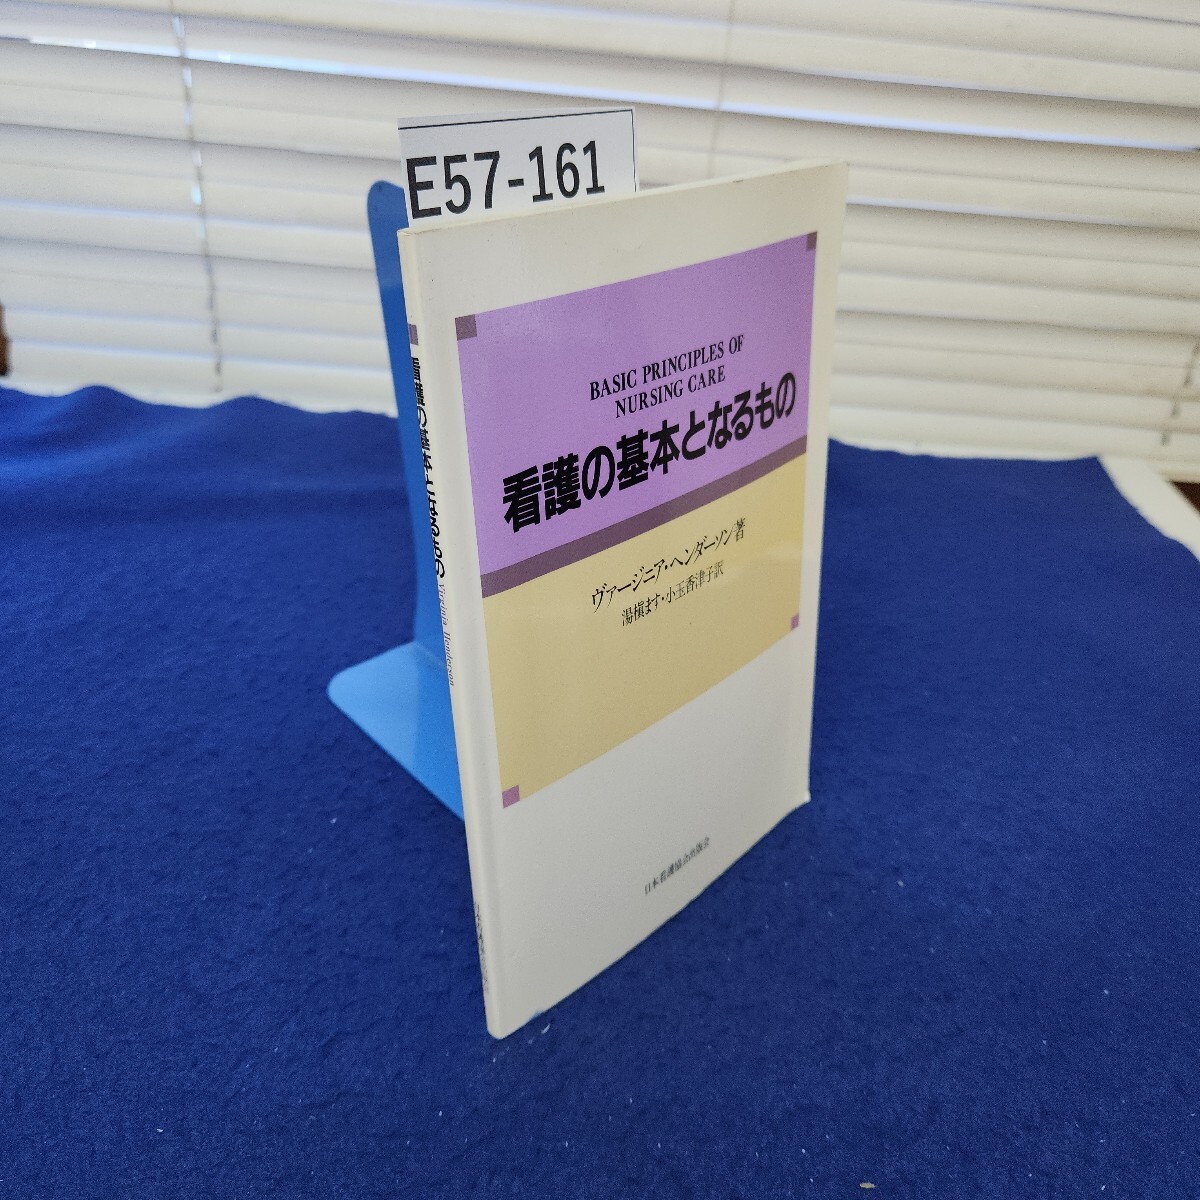 E57-161
BASIC PRINCIPLES OF
NURSING CARE
看護の基本となるもの
ヴァージニア・ヘンダーソン著
湯槇ます・小玉香津子訳
日本看護協会出版会
看護の基本となるもの Virginia Henderson